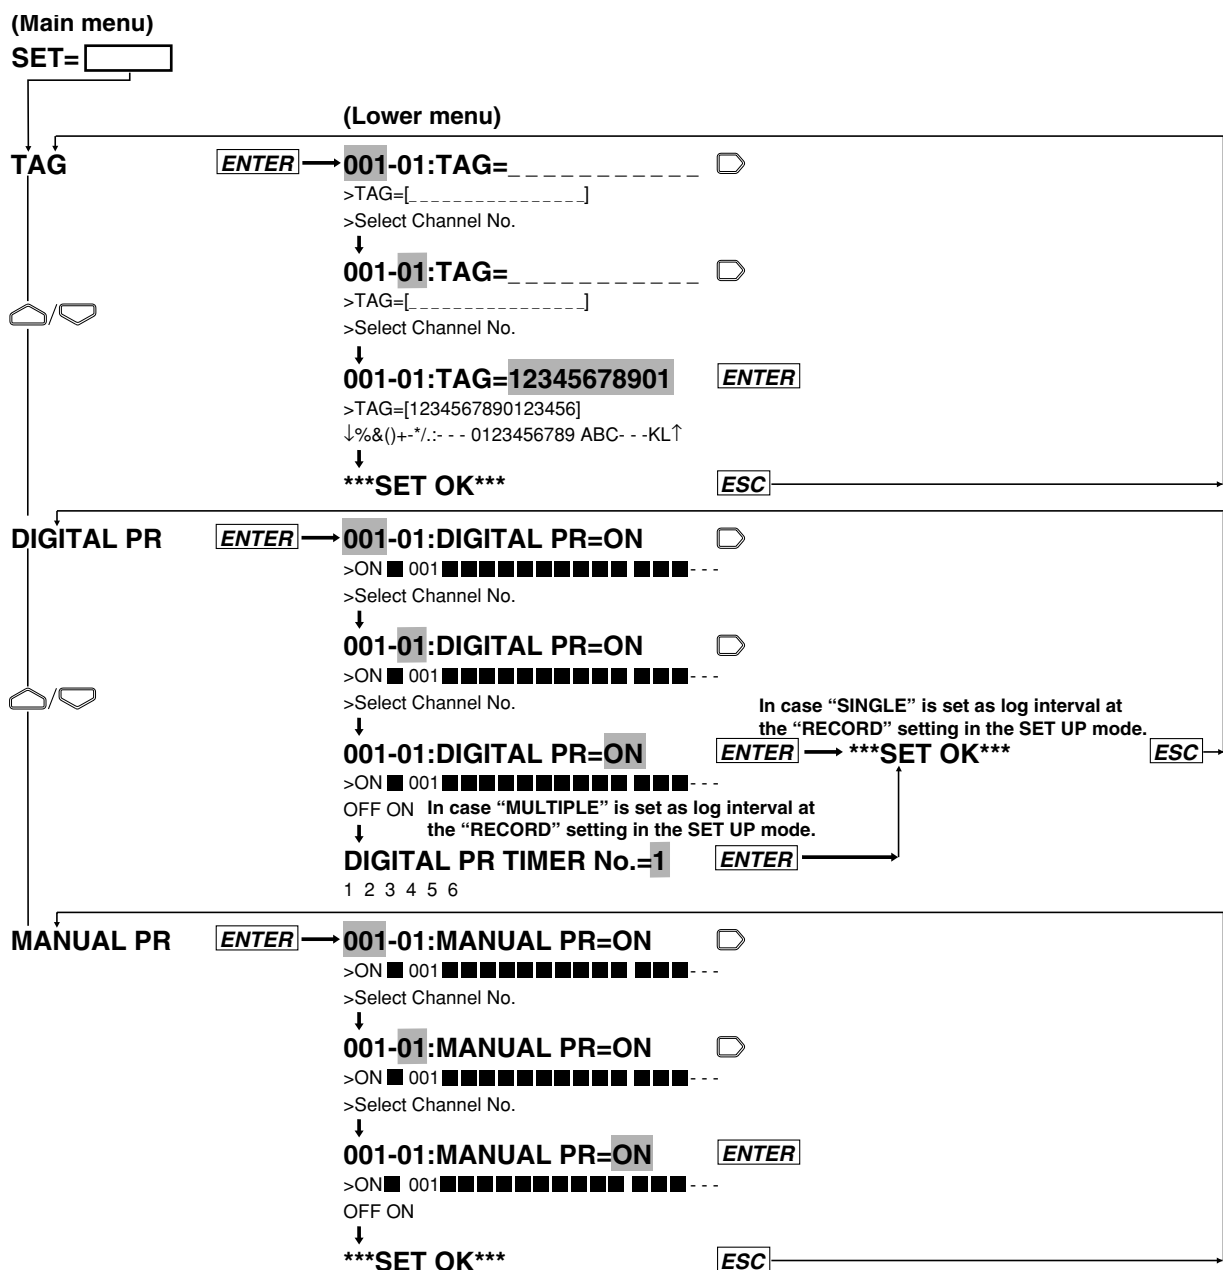 (Main menu)
SET=
(Lower menu)
TAG ENTER 001-01:TAG=_ _ _ _ _ _ _ _ _ _ _
>TAG=[_ _ _ _ _ _ _ _ _ _ _ _ _ _ _ _]
>Select Channel No.
001-01:TAG=_ _ _ _ _ _ _ _ _ _ _
>TAG=[_ _ _ _ _ _ _ _ _ _ _ _ _ _ _ _]
/
>Select Channel No.
001-01:TAG=12345678901 ENTER
>TAG=[1234567890123456]
↓%&()+-*/.:- - - 0123456789 ABC- - -KL↑
***SET OK*** ESC
DIGITAL PR ENTER 001-01:DIGITAL PR=ON
>ON ■ 001 ■■■■■■■■■■ ■■■- - -
>Select Channel No.
001-01:DIGITAL PR=ON
>ON ■ 001 ■■■■■■■■■■ ■■■- - -
/
>Select Channel No.
In case “SINGLE” is set as log interval at
the “RECORD” setting in the SET UP mode.
001-01:DIGITAL PR=ON ENTER ***SET OK*** ESC
>ON ■ 001 ■■■■■■■■■■ ■■■- - -
OFF ON In case “MULTIPLE” is set as log interval at
the “RECORD” setting in the SET UP mode.
DIGITAL PR TIMER No.=1 ENTER
1 2 3 4 5 6
MANUAL PR ENTER 001-01:MANUAL PR=ON
>ON ■ 001 ■■■■■■■■■■ ■■■- - -
>Select Channel No.
001-01:MANUAL PR=ON
>ON ■ 001 ■■■■■■■■■■ ■■■- - -
>Select Channel No.
001-01:MANUAL PR=ON ENTER
>ON■ 001■■■■■■■■■■ ■■■- - -
OFF ON
***SET OK*** ESC